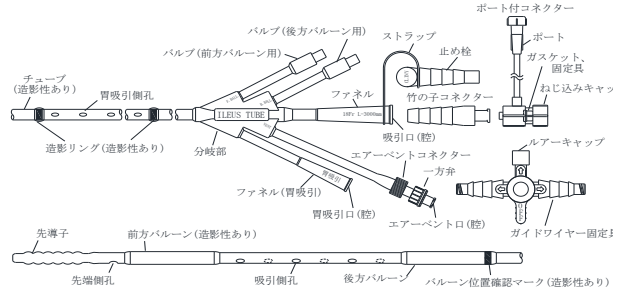 ポート付コネクター
バルブ(後方バルーン用)
ストラップ
バルブ(前方バルーン用)
止め栓
ポート
ガスケット、
固定具
チューブ
(造影性あり)
胃吸引側孔
ファネル
竹の子コネクター
ねじ込みキャッ
ILEUS TUBE
18Fr L=3000mm
造影リング(造影性あり)
分岐部
吸引口(腔)
ルアーキャップ
エアーベントコネクター
一方弁
胃吸引
ファネル(胃吸引)
胃吸引口(腔)
エアーベント口(腔)
ガイドワイヤー固定具
先導子
前方バルーン(造影性あり)
先端側孔
吸引側孔
後方バルーン
バルーン位置確認マーク(造影性あり)